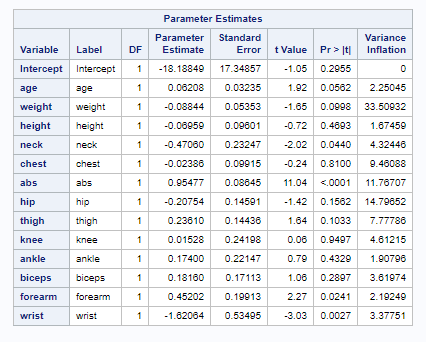 Parameter Estimates
Variable Label DF Parameter Estimate Standard Error t Value Pr > |t| Variance Inflation
Intercept Intercept 1 -18.18849 17.34857 -1.05 0.2955 0
age age 1 0.06208 0.03235 1.92 0.0562 2.25045
weight weight 1 -0.08844 0.05353 -1.65 0.0998 33.50932
height height 1 -0.06959 0.09601 -0.72 0.4693 1.67459
neck neck 1 -0.47060 0.23247 -2.02 0.0440 4.32446
chest chest 1 -0.02386 0.09915 -0.24 0.8100 9.46088
abs abs 1 0.95477 0.08645 11.04 <.0001 11.76707
hip hip 1 -0.20754 0.14591 -1.42 0.1562 14.79652
thigh thigh 1 0.23610 0.14436 1.64 0.1033 7.77786
knee knee 1 0.01528 0.24198 0.06 0.9497 4.61215
ankle ankle 1 0.17400 0.22147 0.79 0.4329 1.90796
biceps biceps 1 0.18160 0.17113 1.06 0.2897 3.61974
forearm forearm 1 0.45202 0.19913 2.27 0.0241 2.19249
wrist wrist 1 -1.62064 0.53495 -3.03 0.0027 3.37751